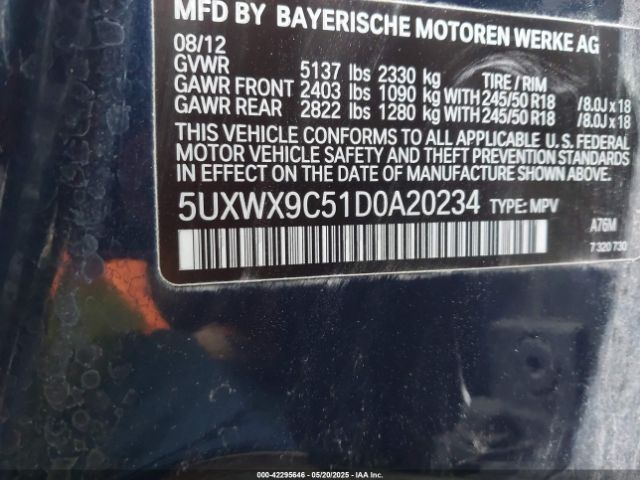 MFD BY BAYERISCHE MOTOREN WERKE AG
08/12
GVWR 5137 lbs 2330 kg TIRE / RIM
GAWR FRONT 2403 lbs 1090 kg WITH 245/50 R18 /8.0J x 18
GAWR REAR 2822 lbs 1280 kg WITH 245/50 R18 /8.0J x 18
THIS VEHICLE CONFORMS TO ALL APPLICABLE U. S. FEDERAL
MOTOR VEHICLE SAFETY AND THEFT PREVENTION STANDARDS
IN EFFECT ON THE DATE OF MANUFACTURE SHOWN ABOVE.
5UXWX9C51D0A20234 TYPE: MPV
A76M
7 320 730
000-42295646 - 05/20/2025 - IAA Inc.